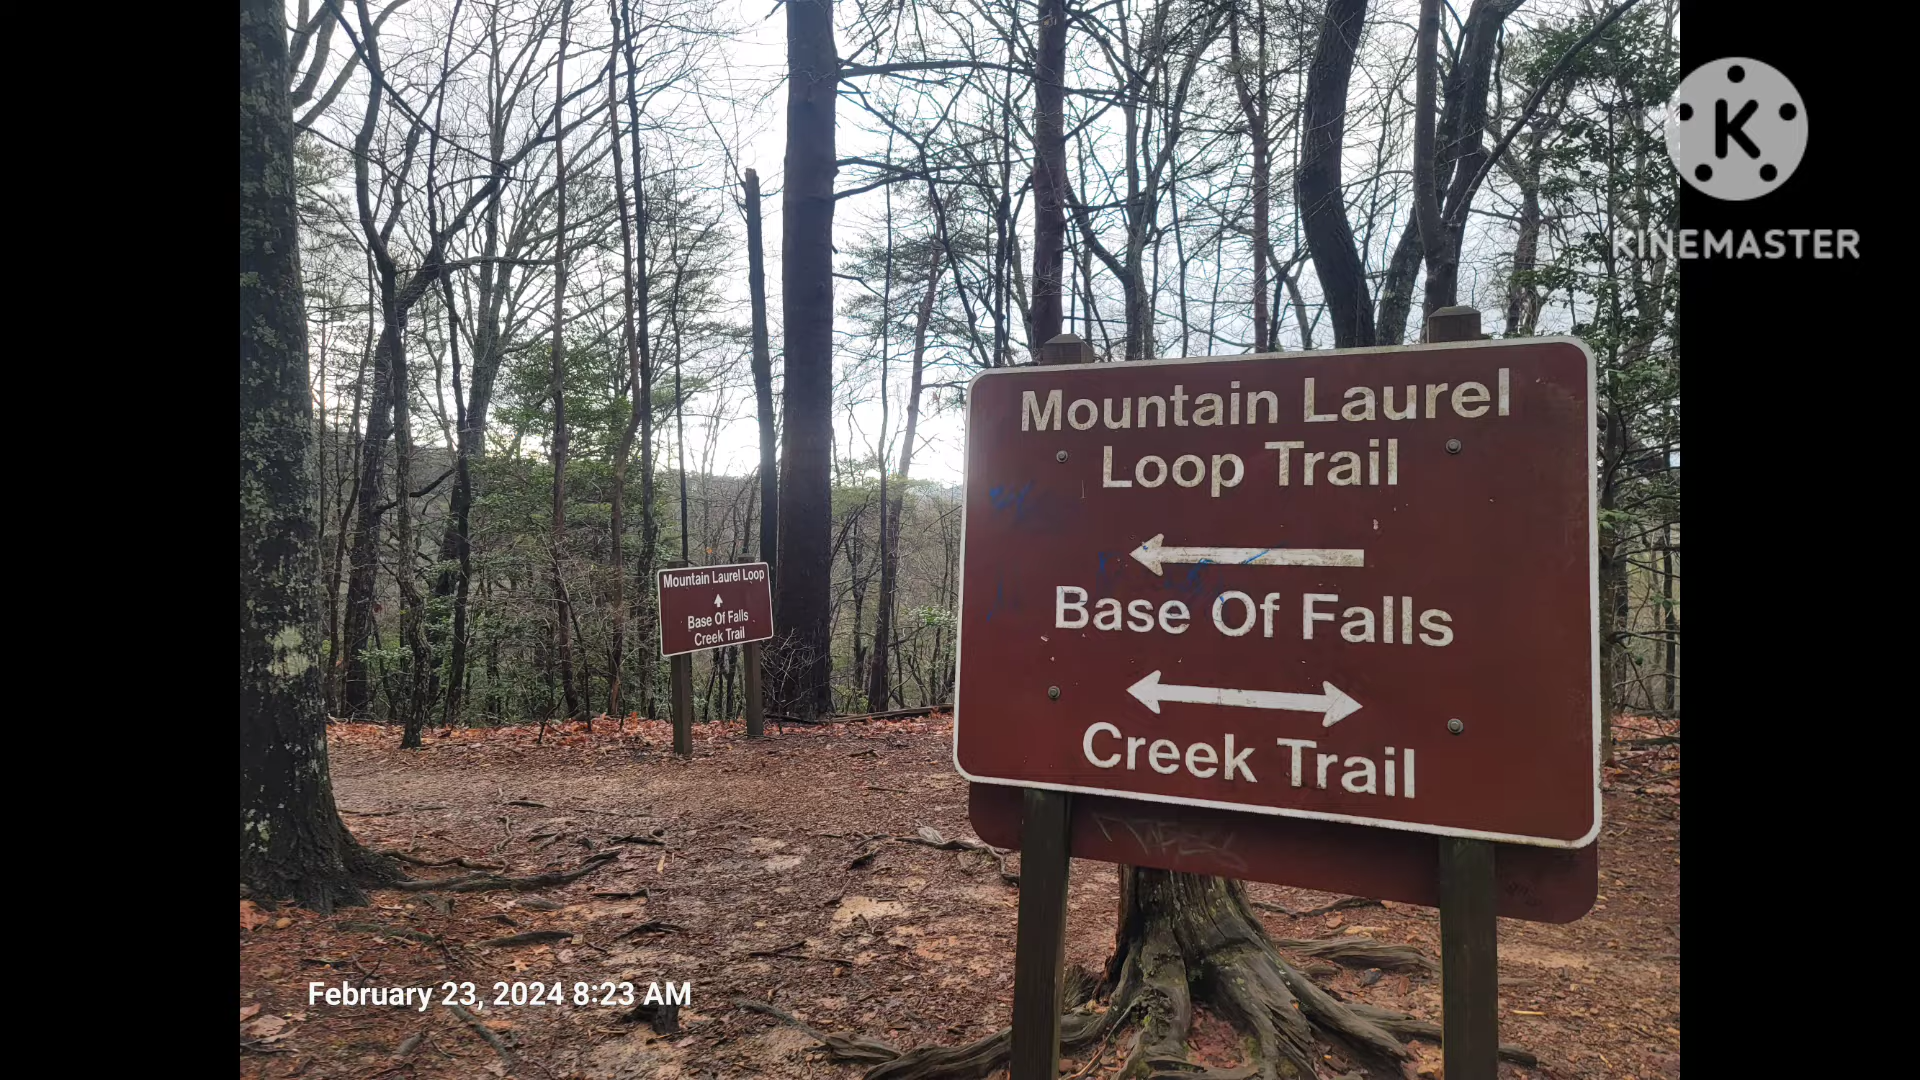 K
KINEMASTER
Mountain Laurel
Loop Trail
Base Of Falls
Creek Trail
Mountain Laurel Loop
Base Of Falls
Creek Trail
February 23, 2024 8:23 AM